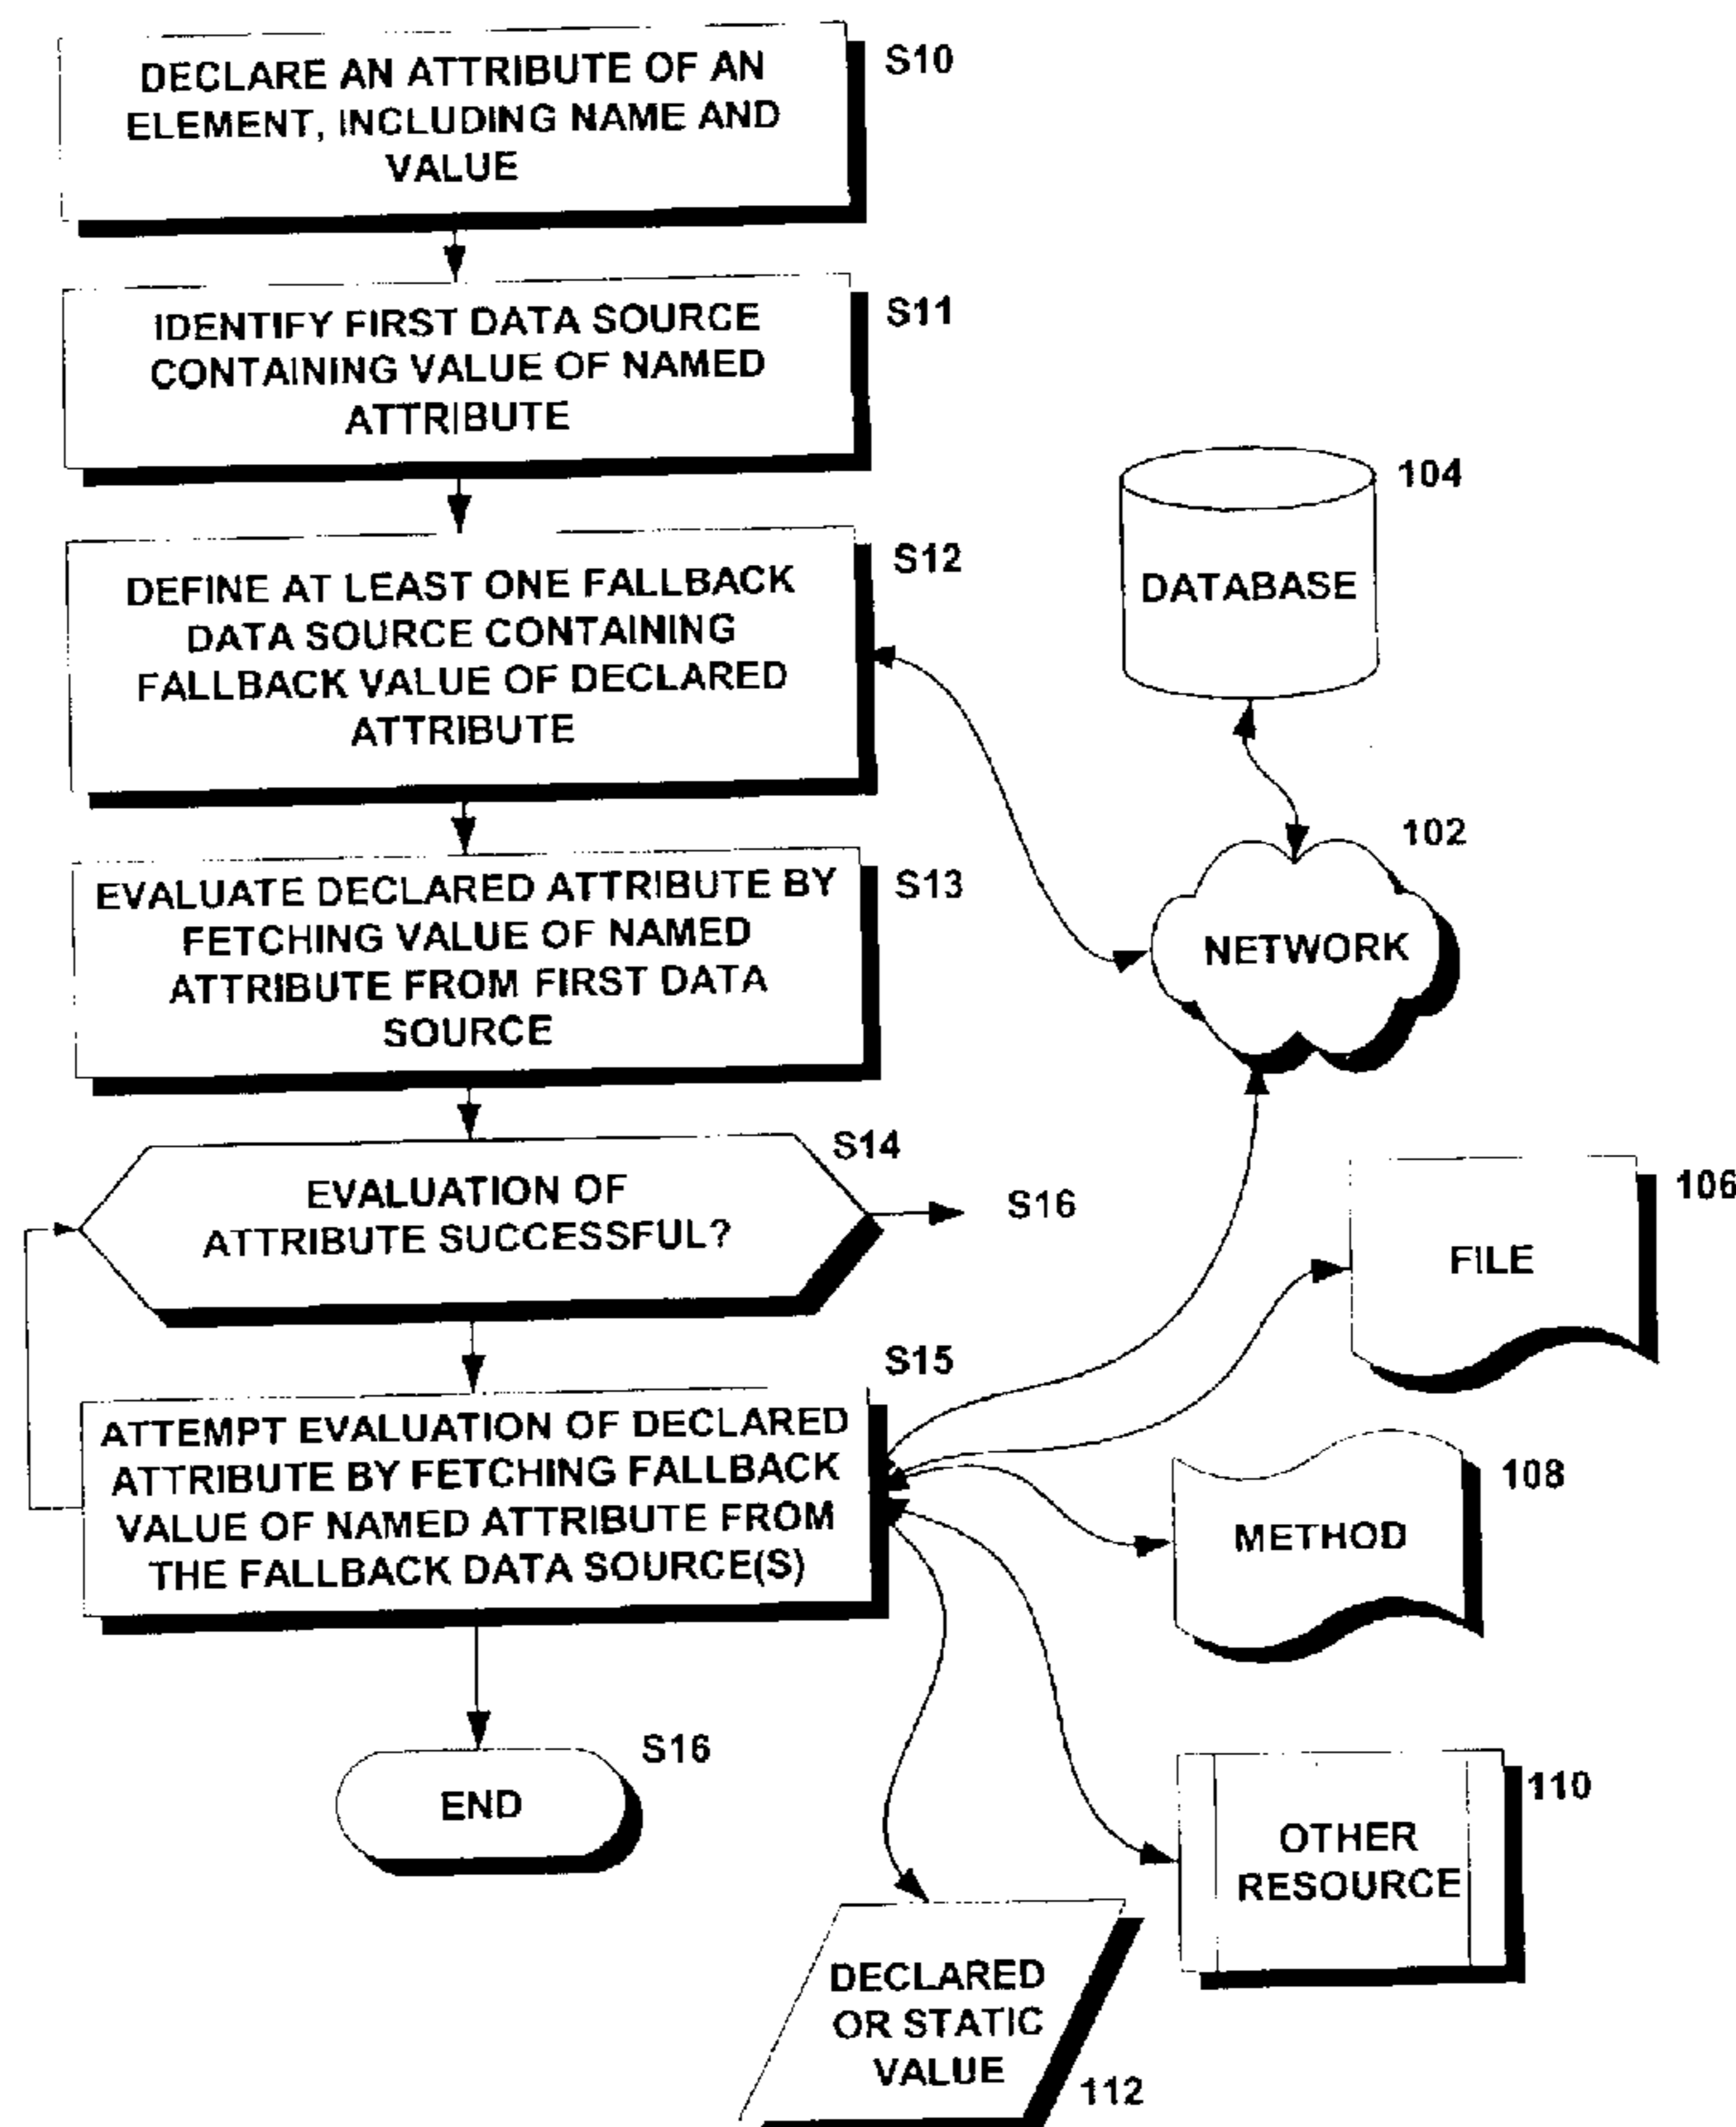 DECLARE AN ATTRIBUTE OF AN
ELEMENT, INCLUDING NAME AND
VALUE
S10
IDENTIFY FIRST DATA SOURCE
CONTAINING VALUE OF NAMED
ATTRIBUTE
S11
DEFINE AT LEAST ONE FALLBACK
DATA SOURCE CONTAINING
FALLBACK VALUE OF DECLARED
ATTRIBUTE
S12
DATABASE
104
NETWORK
102
EVALUATE DECLARED ATTRIBUTE BY
FETCHING VALUE OF NAMED
ATTRIBUTE FROM FIRST DATA
SOURCE
S13
EVALUATION OF
ATTRIBUTE SUCCESSFUL?
S14
S16
FILE
106
ATTEMPT EVALUATION OF DECLARED
ATTRIBUTE BY FETCHING FALLBACK
VALUE OF NAMED ATTRIBUTE FROM
THE FALLBACK DATA SOURCE(S)
S15
METHOD
108
END
S16
OTHER
RESOURCE
110
DECLARED
OR STATIC
VALUE
112